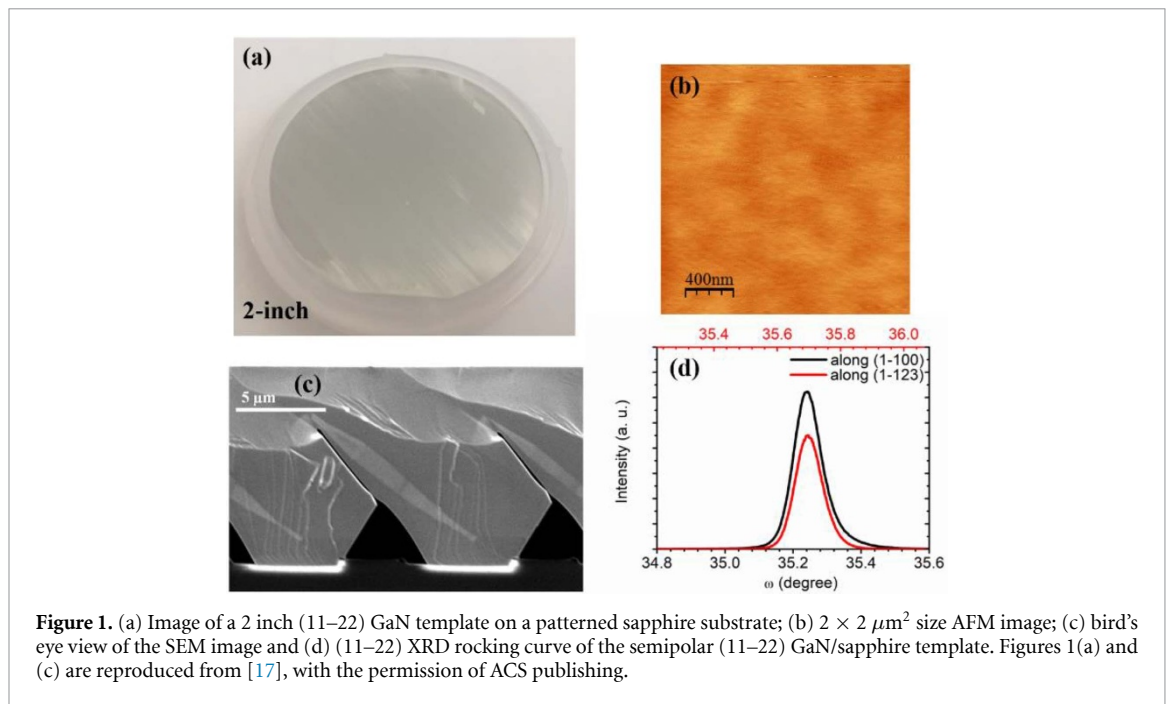 (a)
2-inch
(b)
400nm
(c)
5 μm
35.4 35.6 35.8 36.0
(d)
along (1-100)
along (1-123)
Intensity (a. u.)
34.8 35.0 35.2 35.4 35.6
ω (degree)
Figure 1. (a) Image of a 2 inch (11–22) GaN template on a patterned sapphire substrate; (b) 2 × 2 μm² size AFM image; (c) bird's
eye view of the SEM image and (d) (11–22) XRD rocking curve of the semipolar (11–22) GaN/sapphire template. Figures 1(a) and
(c) are reproduced from [17], with the permission of ACS publishing.